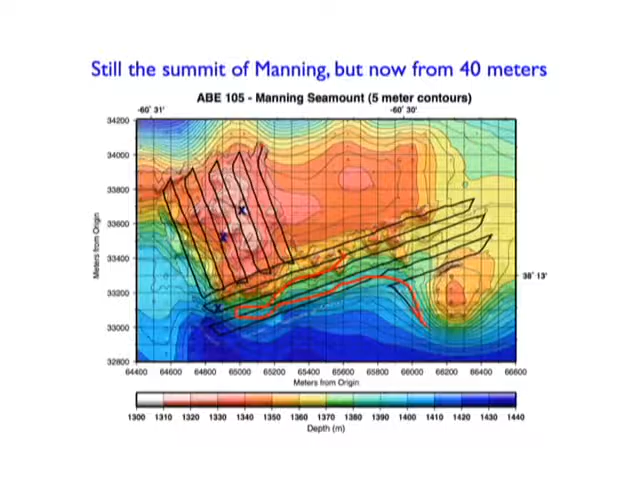 Still the summit of Manning, but now from 40 meters
ABE 105 - Manning Seamount (5 meter contours)
-60° 31' -60° 30'
34200
34000
33800
33600
33400
33200
33000
32800
Meters from Origin
38° 13'
64400 64600 64800 65000 65200 65400 65600 65800 66000 66200 66400 66600
Meters from Origin
1300 1310 1320 1330 1340 1350 1360 1370 1380 1390 1400 1410 1420 1430 1440
Depth (m)